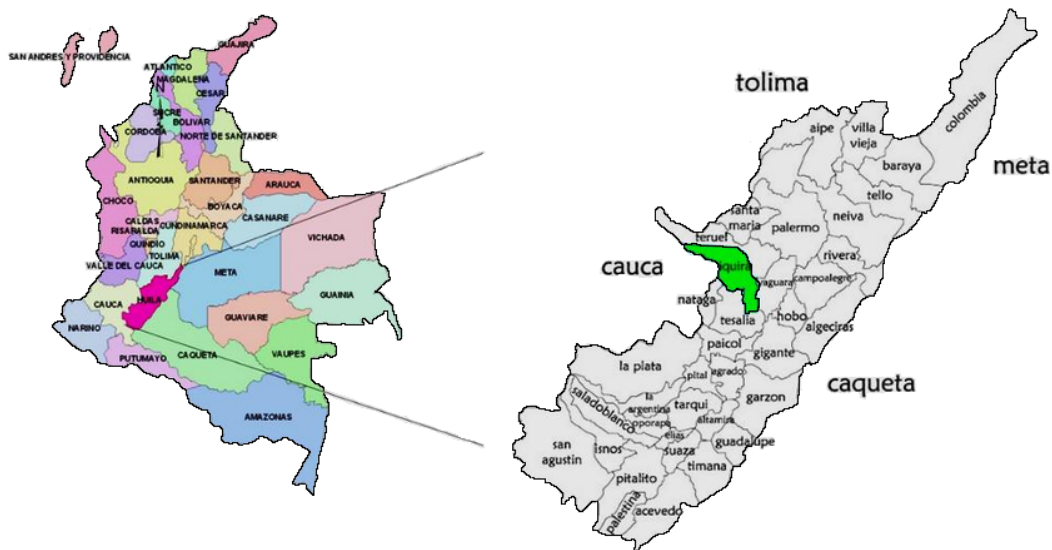 SAN ANDRES Y PROVIDENCIA
GUAJIRA
ATLANTICO
MAGDALENA
N
CESAR
SUCRE
BOLIVAR
CORDOBA
NORTE DE SANTANDER
ANTIOQUIA
SANTANDER
ARAUCA
CHOCO
BOYACA
CASANARE
CALDAS
CUNDINAMARCA
RISARALDA
VICHADA
QUINDIO
TOLIMA
VALLE DEL CAUCA
META
GUAINIA
CAUCA
HUILA
GUAVIARE
NARINO
PUTUMAYO
CAQUETA
VAUPES
AMAZONAS
tolima
meta
cauca
caqueta
colombia
aipe
villa
vieja
baraya
tello
santa
maria
palermo
neiva
teruel
rivera
iquira
yaguara
campoalegre
nataga
tesalia
hobo
algeciras
paicol
gigante
la plata
pital
agrado
garzon
saladoblanco
la
argentina
tarqui
oporapa
altamira
elias
guadalupe
san
agustin
isnos
suaza
timana
pitalito
palestina
acevedo